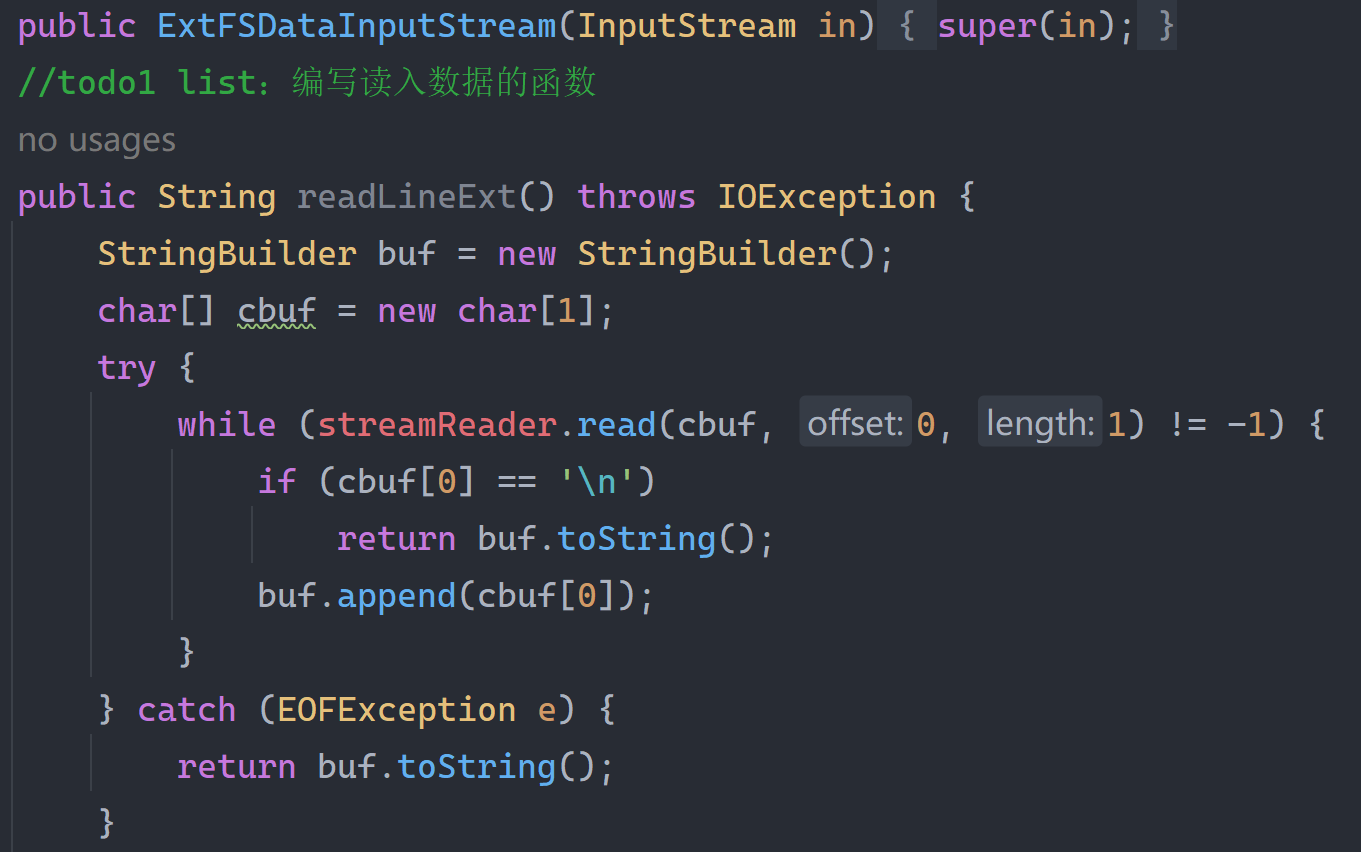 public ExtFSDataInputStream(InputStream in) { super(in); }
//todo1 list：编写读入数据的函数
no usages
public String readLineExt() throws IOException {
StringBuilder buf = new StringBuilder();
char[] cbuf = new char[1];
try {
while (streamReader.read(cbuf, offset: 0, length: 1) != -1) {
if (cbuf[0] == '\n')
return buf.toString();
buf.append(cbuf[0]);
}
} catch (EOFException e) {
return buf.toString();
}